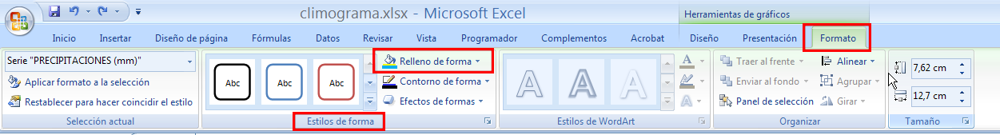 climograma.xlsx - Microsoft Excel
Herramientas de gráficos
Inicio Insertar Diseño de página Fórmulas Datos Revisar Vista Programador Complementos Acrobat Diseño Presentación Formato
Serie "PRECIPITACIONES (mm)"
Aplicar formato a la selección
Restablecer para hacer coincidir el estilo
Selección actual
Abc Abc Abc
Relleno de forma
Contorno de forma
Efectos de formas
Estilos de forma
A A A
A
A
Estilos de WordArt
Traer al frente
Enviar al fondo
Panel de selección
Alinear
Agrupar
Girar
Organizar
7,62 cm
12,7 cm
Tamaño